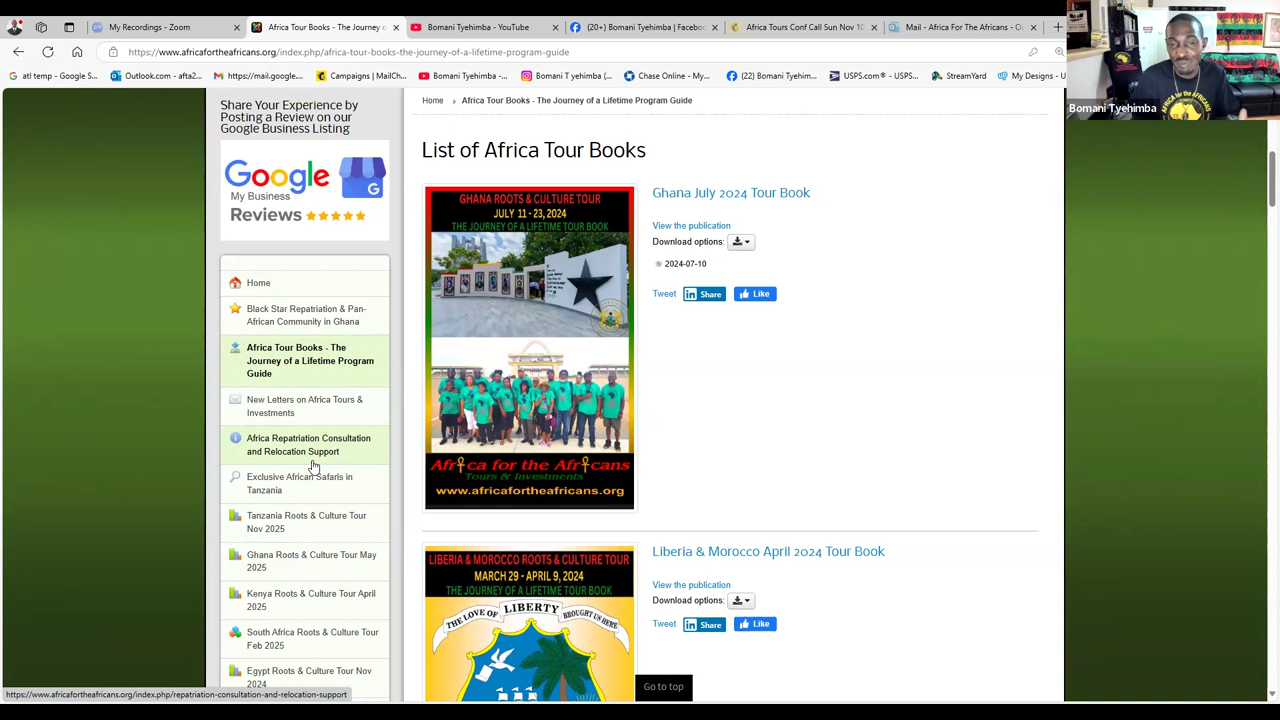 My Recordings - Zoom
Africa Tour Books - The Journe
Bomani Tyehimba - YouTube
(20+) Bomani Tyehimba | Facebo
Africa Tours Conf Call Sun Nov 10
Mail - Africa For The Africans - O
https://www.africafortheafricans.org/index.php/africa-tour-books-the-journey-of-a-lifetime-program-guide
atl temp - Google S...
Outlook.com - afta2...
https://mail.google....
Campaigns | MailCh...
Bomani Tyehimba -...
Bomani T yehimba (...
Chase Online - My...
(22) Bomani Tyehim...
USPS.com® - USPS...
StreamYard
My Designs - U
Bomani Tyehimba
Share Your Experience by
Posting a Review on our
Google Business Listing
Google
My Business
Reviews
Home
Black Star Repatriation & Pan-
African Community in Ghana
Africa Tour Books - The
Journey of a Lifetime Program
Guide
New Letters on Africa Tours &
Investments
Africa Repatriation Consultation
and Relocation Support
Exclusive African Safaris in
Tanzania
Tanzania Roots & Culture Tour
Nov 2025
Ghana Roots & Culture Tour May
2025
Kenya Roots & Culture Tour April
2025
South Africa Roots & Culture Tour
Feb 2025
Egypt Roots & Culture Tour Nov
2024
Home
Africa Tour Books - The Journey of a Lifetime Program Guide
List of Africa Tour Books
GHANA ROOTS & CULTURE TOUR
JULY 11 - 23, 2024
THE JOURNEY OF A LIFETIME TOUR BOOK
Africa for the Africans
Tours & Investments
www.africafortheafricans.org
Ghana July 2024 Tour Book
View the publication
Download options:
2024-07-10
Tweet
Share
Like
LIBERIA & MOROCCO ROOTS & CULTURE TOUR
MARCH 29 - APRIL 9, 2024
THE JOURNEY OF A LIFETIME TOUR BOOK
THE LOVE OF LIBERTY BROUGHT US HERE
Liberia & Morocco April 2024 Tour Book
View the publication
Download options:
Tweet
Share
Like
Go to top
https://www.africafortheafricans.org/index.php/repatriation-consultation-and-relocation-support